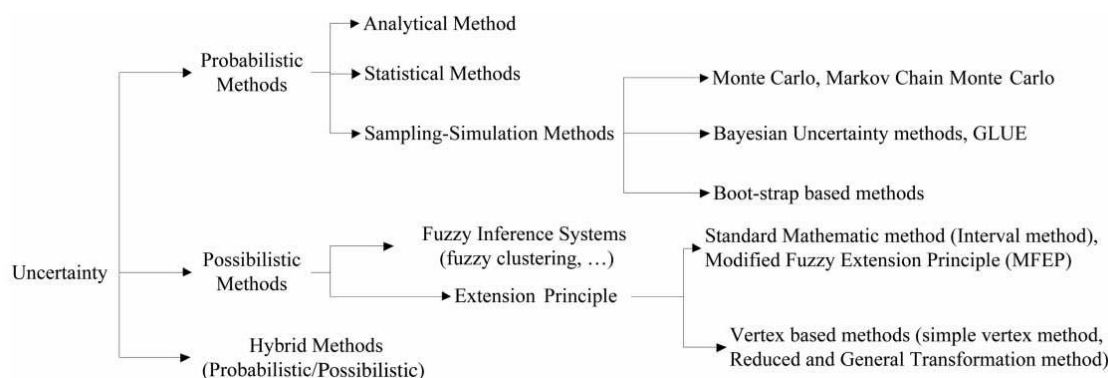 Uncertainty
Probabilistic
Methods
Analytical Method
Statistical Methods
Sampling-Simulation Methods
Monte Carlo, Markov Chain Monte Carlo
Bayesian Uncertainty methods, GLUE
Boot-strap based methods
Possibilistic
Methods
Fuzzy Inference Systems
(fuzzy clustering, …)
Extension Principle
Standard Mathematic method (Interval method),
Modified Fuzzy Extension Principle (MFEP)
Vertex based methods (simple vertex method,
Reduced and General Transformation method)
Hybrid Methods
(Probabilistic/Possibilistic)